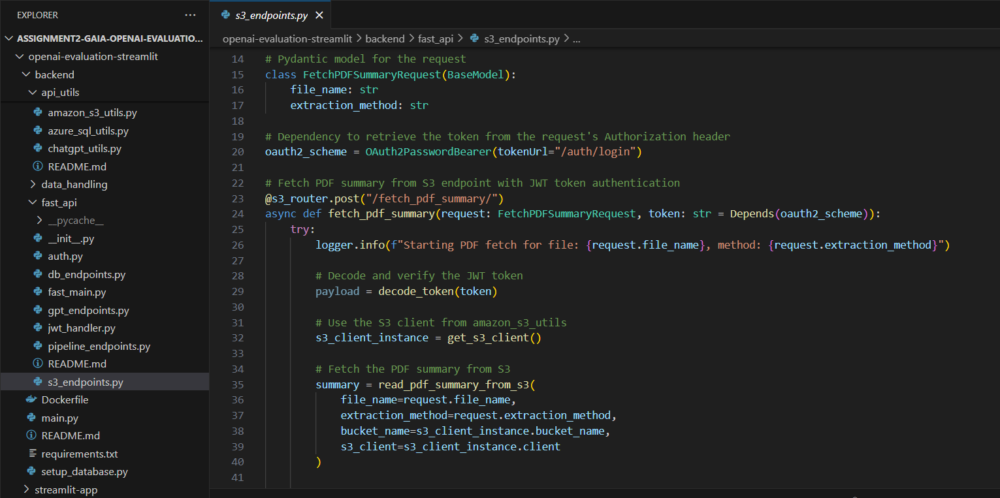 EXPLORER
ASSIGNMENT2-GAIA-OPENAI-EVALUATIO...
openai-evaluation-streamlit
backend
api_utils
amazon_s3_utils.py
azure_sql_utils.py
chatgpt_utils.py
README.md
data_handling
fast_api
__pycache__
__init__.py
auth.py
db_endpoints.py
fast_main.py
gpt_endpoints.py
jwt_handler.py
pipeline_endpoints.py
README.md
s3_endpoints.py
Dockerfile
main.py
README.md
requirements.txt
setup_database.py
streamlit-app
s3_endpoints.py
openai-evaluation-streamlit > backend > fast_api > s3_endpoints.py > ...
14 # Pydantic model for the request
15 class FetchPDFSummaryRequest(BaseModel):
16     file_name: str
17     extraction_method: str
18
19 # Dependency to retrieve the token from the request's Authorization header
20 oauth2_scheme = OAuth2PasswordBearer(tokenUrl="/auth/login")
21
22 # Fetch PDF summary from S3 endpoint with JWT token authentication
23 @s3_router.post("/fetch_pdf_summary/")
24 async def fetch_pdf_summary(request: FetchPDFSummaryRequest, token: str = Depends(oauth2_scheme)):
25     try:
26         logger.info(f"Starting PDF fetch for file: {request.file_name}, method: {request.extraction_method}")
27
28         # Decode and verify the JWT token
29         payload = decode_token(token)
30
31         # Use the S3 client from amazon_s3_utils
32         s3_client_instance = get_s3_client()
33
34         # Fetch the PDF summary from S3
35         summary = read_pdf_summary_from_s3(
36             file_name=request.file_name,
37             extraction_method=request.extraction_method,
38             bucket_name=s3_client_instance.bucket_name,
39             s3_client=s3_client_instance.client
40         )
41